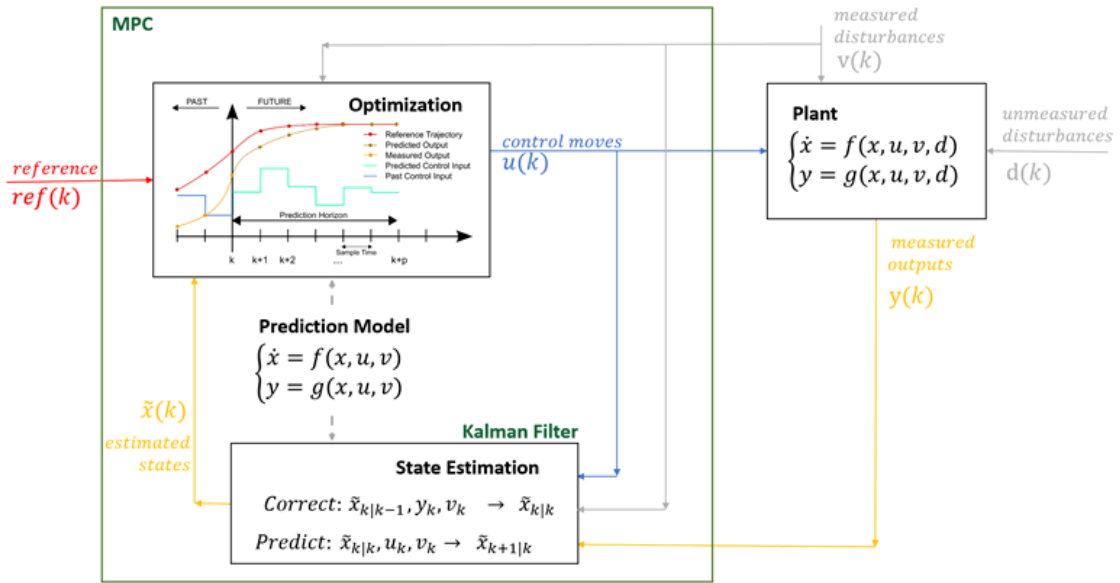 MPC
measured
disturbances
v(k)
PAST
FUTURE
Optimization
Reference Trajectory
Predicted Output
Measured Output
Predicted Control Input
Past Control Input
Prediction Horizon
Sample Time
k
k+1
k+2
....
k+p
reference
ref(k)
control moves
u(k)
Plant
ẋ = f(x, u, v, d)
y = g(x, u, v, d)
unmeasured
disturbances
d(k)
measured
outputs
y(k)
Prediction Model
ẋ = f(x, u, v)
y = g(x, u, v)
x̃(k)
estimated
states
Kalman Filter
State Estimation
Correct: x̃k|k−1, yk, vk → x̃k|k
Predict: x̃k|k, uk, vk → x̃k+1|k